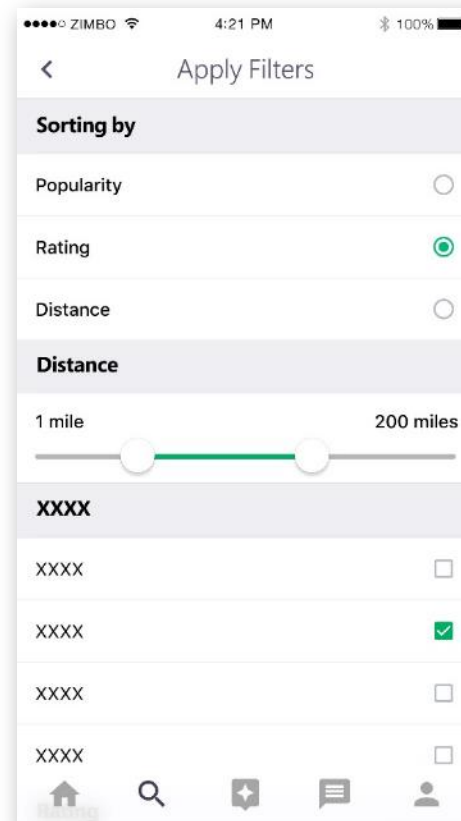 ZIMBO 4:21 PM 100%
Apply Filters
Sorting by
Popularity
Rating
Distance
Distance
1 mile 200 miles
XXXX
XXXX
XXXX
XXXX
XXXX
Rating